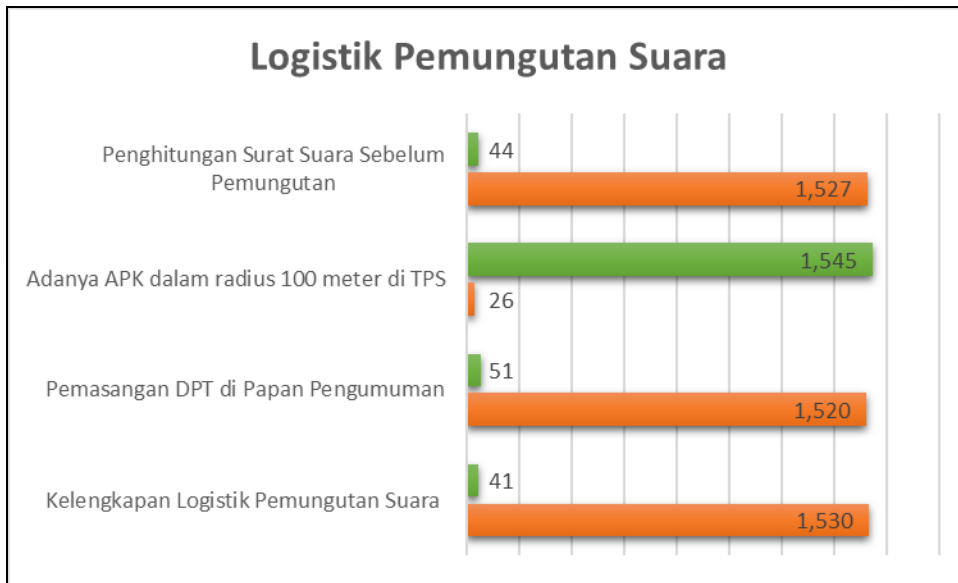 Logistik Pemungutan Suara
Penghitungan Surat Suara Sebelum
Pemungutan
44
1,527
Adanya APK dalam radius 100 meter di TPS
1,545
26
Pemasangan DPT di Papan Pengumuman
51
1,520
Kelengkapan Logistik Pemungutan Suara
41
1,530